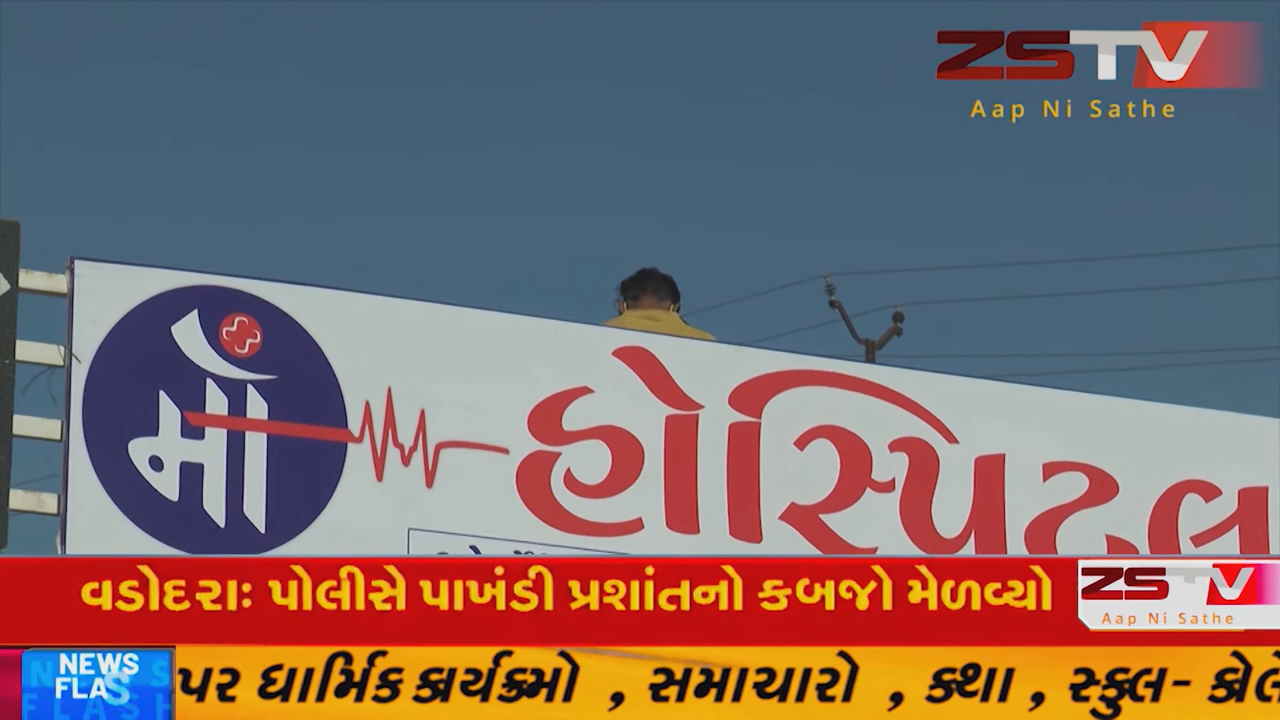 ZSTV
Aap Ni Sathe
માઁ
હોસ્પિટલ
વડોદરાઃ પોલીસે પાખંડી પ્રશાંતનો કબજો મેળવ્યો
ZSTV
Aap Ni Sathe
NEWS
FLAS
પર ધાર્મિક કાર્યક્રમો , સમાચારો , કથા , સ્કુલ- કોલે